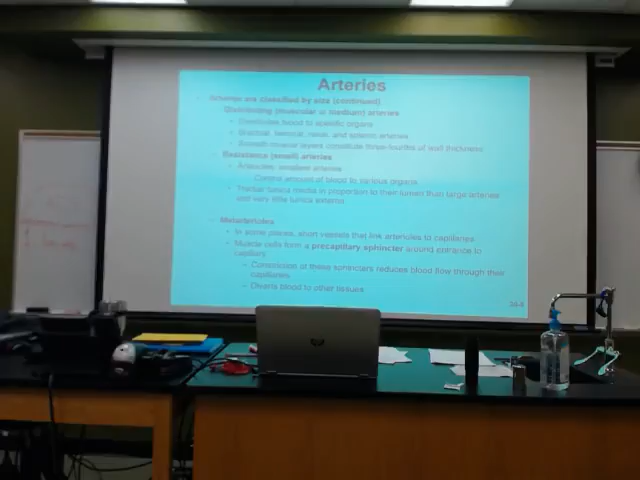 Arteries
Arteries are classified by size (continued)
Distributing (muscular or medium) arteries
Distributes blood to specific organs
Brachial, femoral, renal, and splenic arteries
Smooth muscle layers constitute three-fourths of wall thickness
Resistance (small) arteries
Arterioles: smallest arteries
Control amount of blood to various organs
Thicker tunica media in proportion to their lumen than large arteries
and very little tunica externa
Metarterioles
In some places, short vessels that link arterioles to capillaries
Muscle cells form a precapillary sphincter around entrance to
capillary
Constriction of these sphincters reduces blood flow through their
capillaries
Diverts blood to other tissues
hp